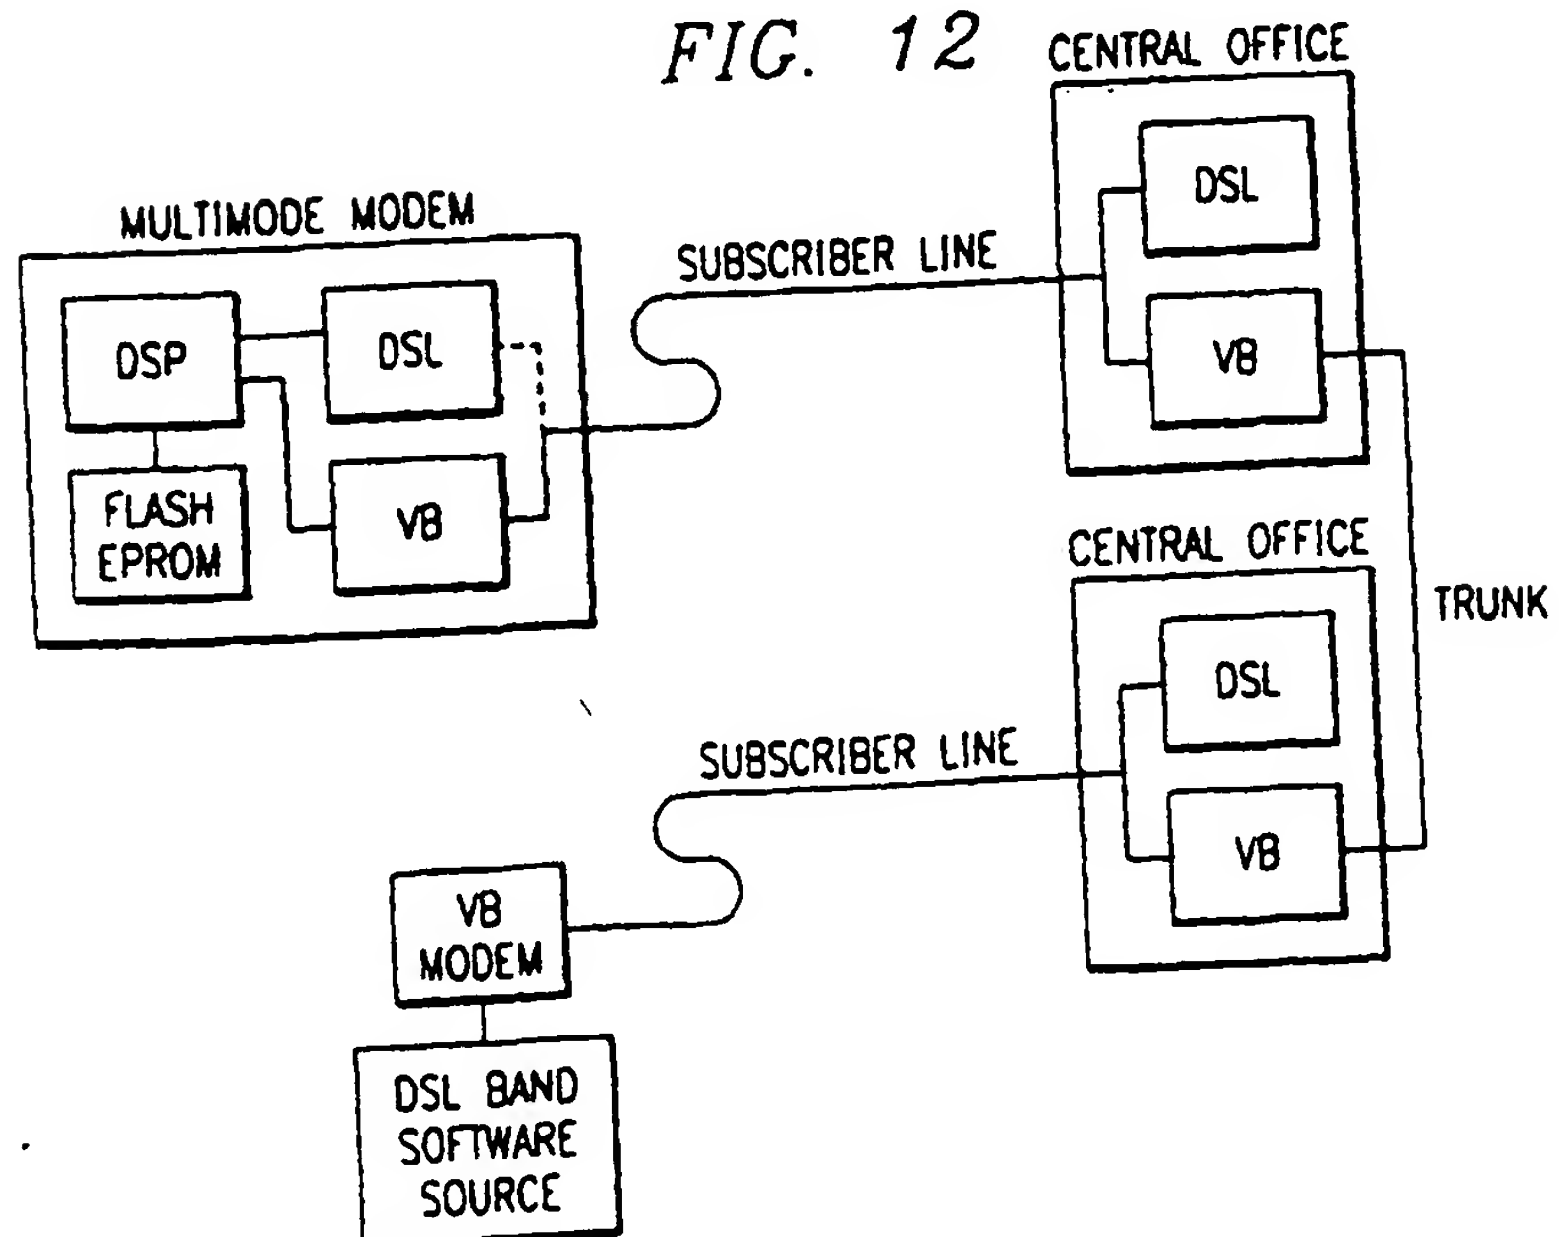 FIG. 12
CENTRAL OFFICE
DSL
VB
MULTIMODE MODEM
DSP
DSL
FLASH
EPROM
VB
SUBSCRIBER LINE
CENTRAL OFFICE
DSL
VB
TRUNK
SUBSCRIBER LINE
VB
MODEM
DSL BAND
SOFTWARE
SOURCE